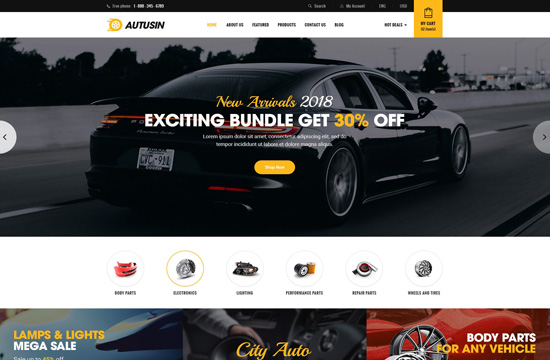 Free phone: 1 - 888 - 345 - 6789
Search
My Account
ENG
USD
AUTUSIN
HOME
ABOUT US
FEATURED
PRODUCTS
CONTACT US
BLOG
HOT DEALS
MY CART
New Arrivals 2018
EXCITING BUNDLE GET 30% OFF
Lorem ipsum dolor sit amet, consectetur adipiscing elit, sed do
tempor incididunt ut labore et dolore magna aliqua.
Shop Now
BODY PARTS
ELECTRONICS
LIGHTING
PERFORMANCE PARTS
REPAIR PARTS
WHEELS AND TIRES
LAMPS & LIGHTS
MEGA SALE
Sale up to 45% off
City Auto
BODY PARTS
FOR ANY VEHICLE